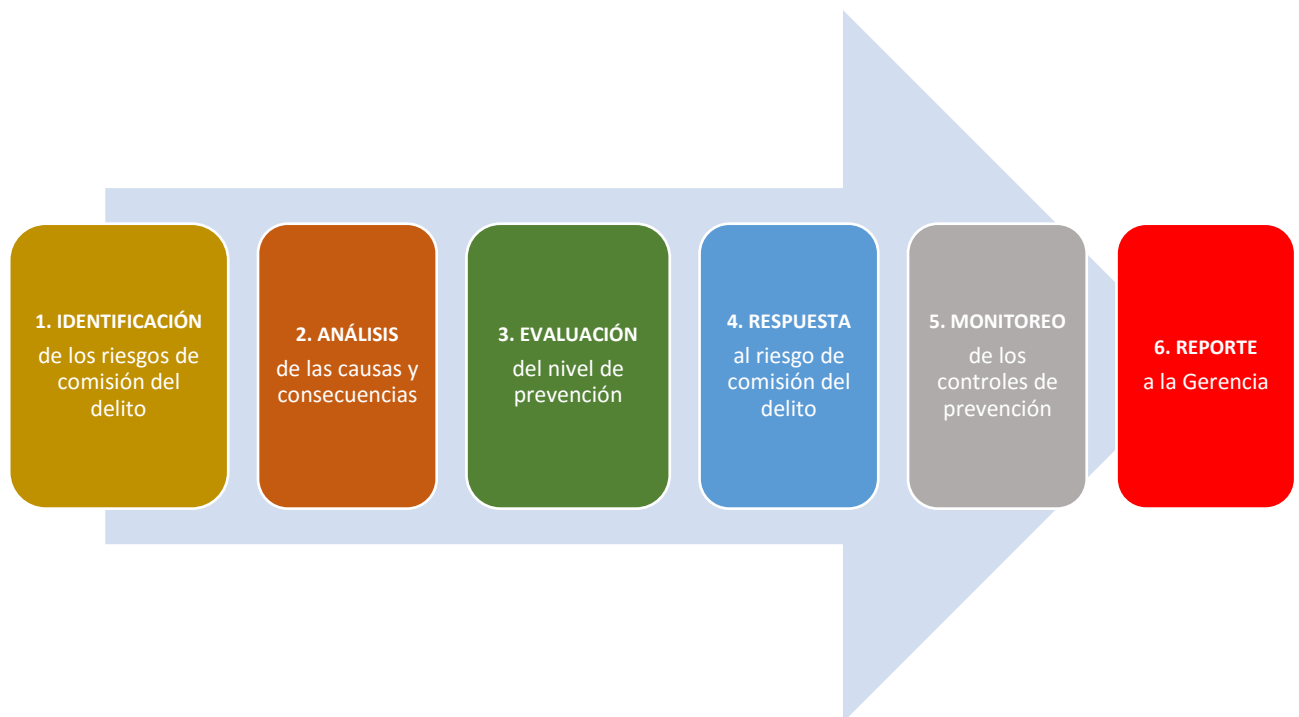 1. IDENTIFICACIÓN
de los riesgos de
comisión del
delito
2. ANÁLISIS
de las causas y
consecuencias
3. EVALUACIÓN
del nivel de
prevención
4. RESPUESTA
al riesgo de
comisión del
delito
5. MONITOREO
de los
controles de
prevención
6. REPORTE
a la Gerencia